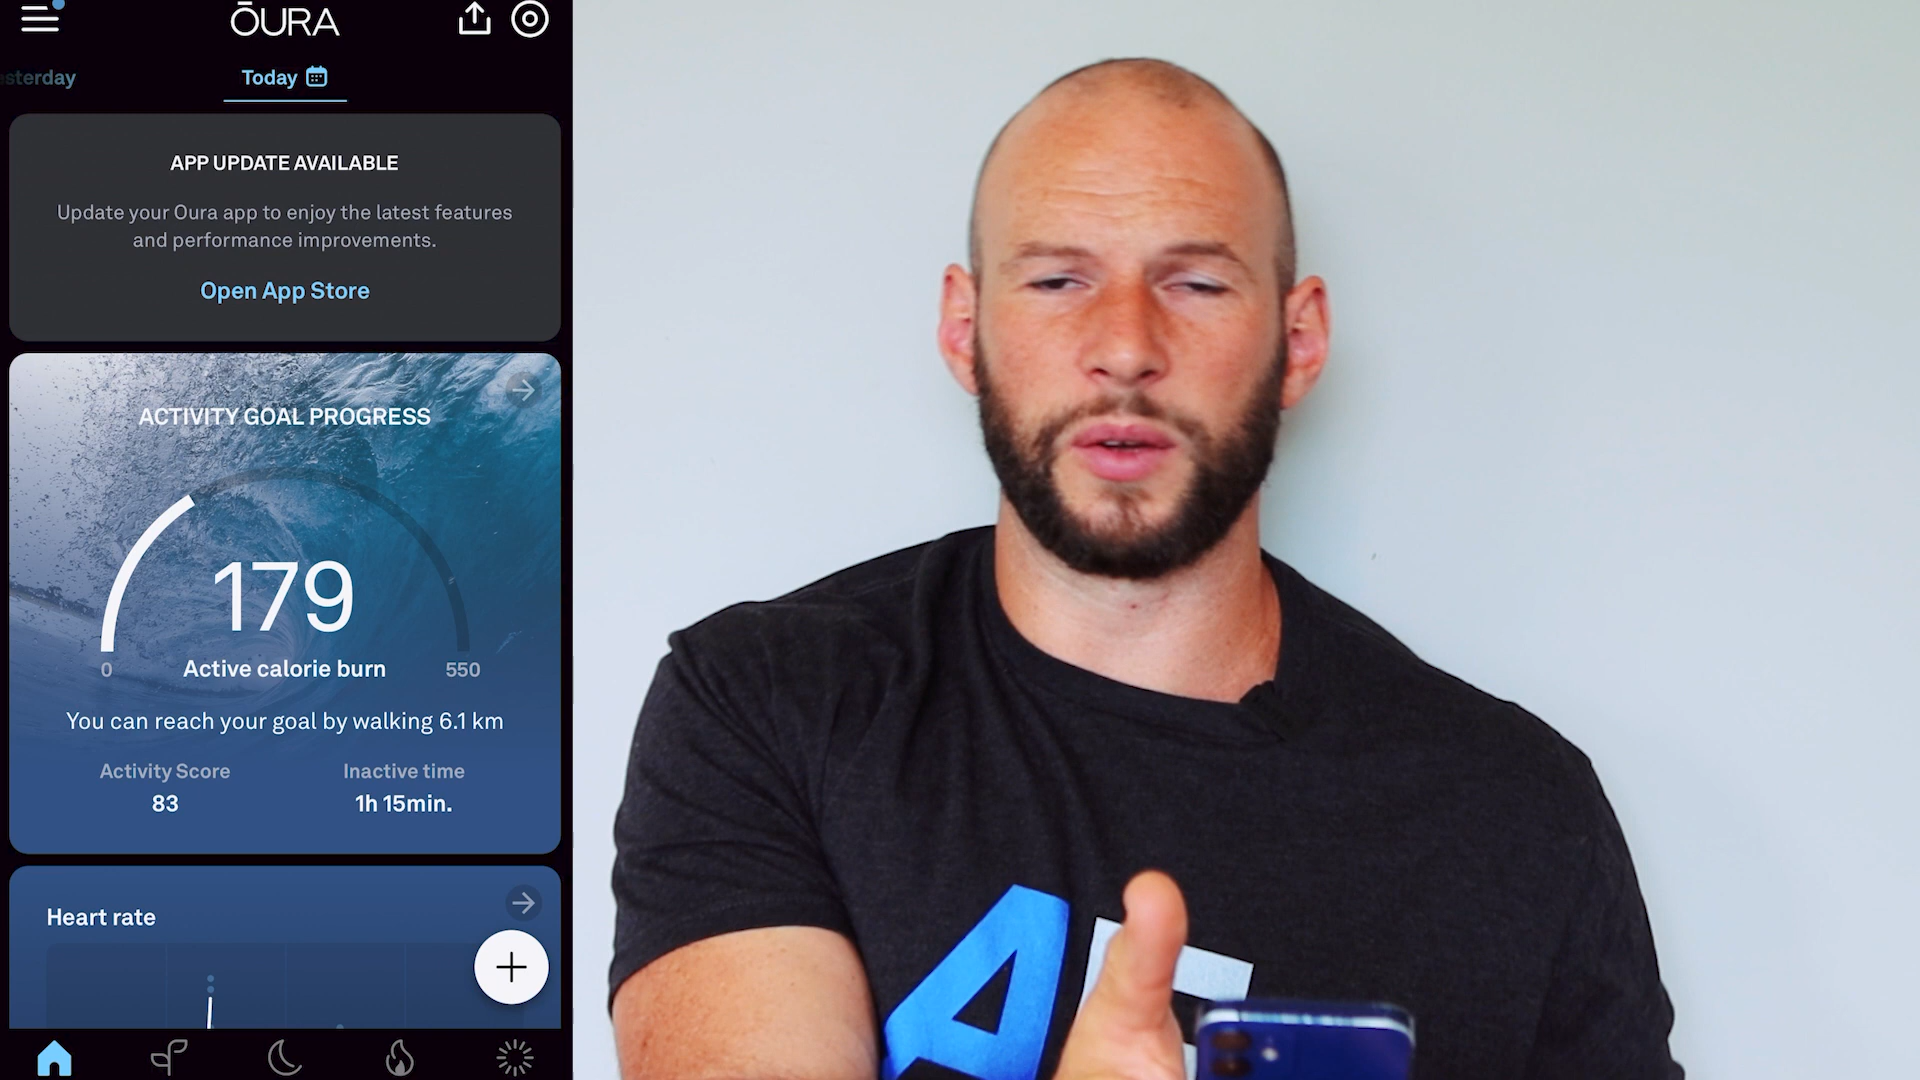 ŌURA
esterday
Today
APP UPDATE AVAILABLE
Update your Oura app to enjoy the latest features
and performance improvements.
Open App Store
ACTIVITY GOAL PROGRESS
179
0
Active calorie burn
550
You can reach your goal by walking 6.1 km
Activity Score
Inactive time
83
1h 15min.
Heart rate